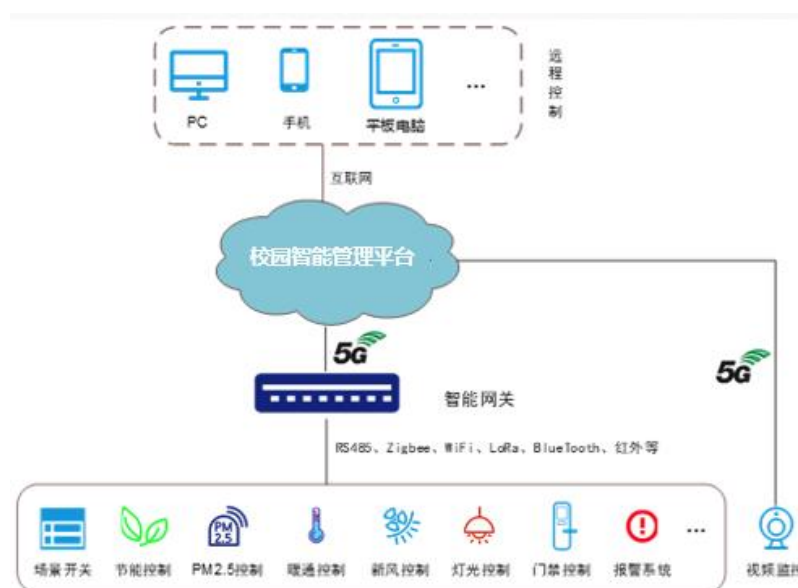 远程控制
PC
手机
平板电脑
...
互联网
校园智能管理平台
5G
5G
智能网关
RS485、Zigbee、WiFi、LoRa、BlueTooth、红外等
PM
2.5
...
场景开关
节能控制
PM2.5控制
暖通控制
新风控制
灯光控制
门禁控制
报警系统
视频监控